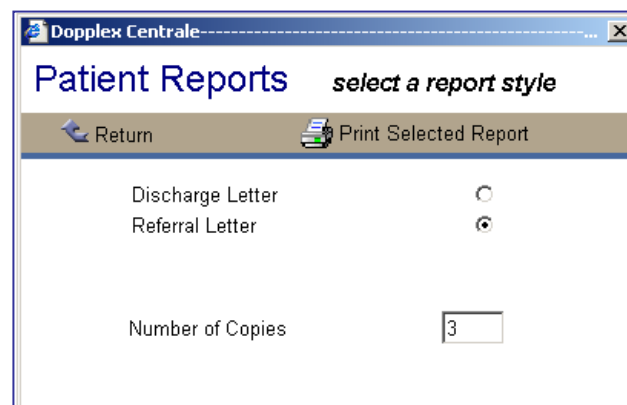 Dopplex Centrale-------------------------------------------------...
Patient Reports select a report style
Return Print Selected Report
Discharge Letter
Referral Letter
Number of Copies 3